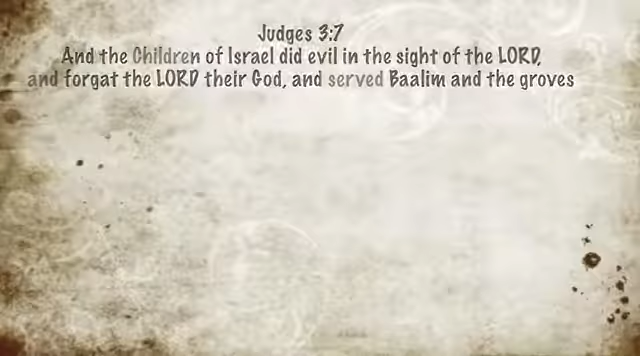 Judges 3:7
And the Children of Israel did evil in the sight of the LORD,
and forgat the LORD their God, and served Baalim and the groves